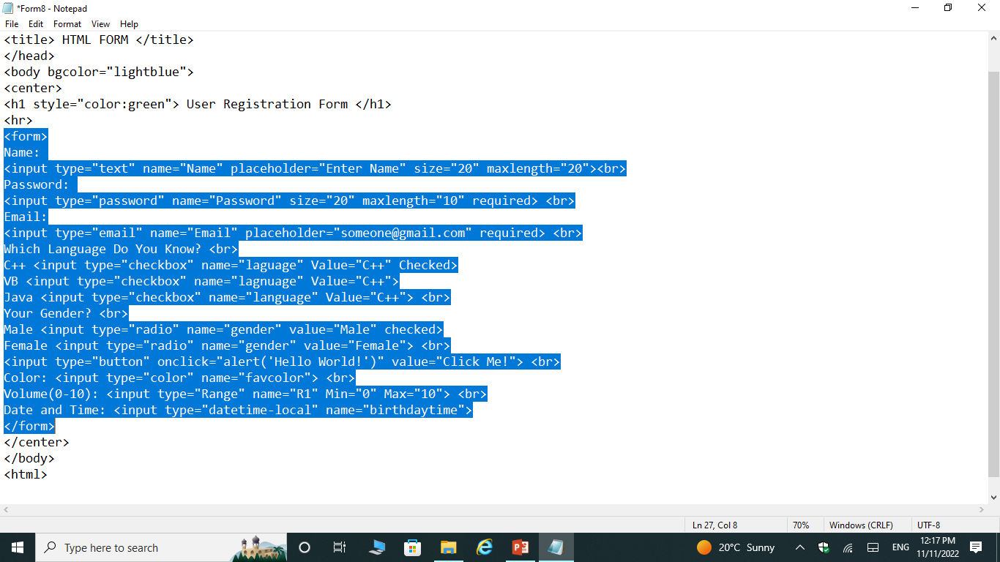 *Form8 - Notepad
File Edit Format View Help
<title> HTML FORM </title>
</head>
<body bgcolor="lightblue">
<center>
<h1 style="color:green"> User Registration Form </h1>
<hr>
<form>
Name:
<input type="text" name="Name" placeholder="Enter Name" size="20" maxlength="20"><br>
Password:
<input type="password" name="Password" size="20" maxlength="10" required> <br>
Email:
<input type="email" name="Email" placeholder="someone@gmail.com" required> <br>
Which Language Do You Know? <br>
C++ <input type="checkbox" name="laguage" Value="C++" Checked>
VB <input type="checkbox" name="lagnuage" Value="C++">
Java <input type="checkbox" name="language" Value="C++"> <br>
Your Gender? <br>
Male <input type="radio" name="gender" value="Male" checked>
Female <input type="radio" name="gender" value="Female"> <br>
<input type="button" onclick="alert('Hello World!')" value="Click Me!"> <br>
Color: <input type="color" name="favcolor"> <br>
Volume(0-10): <input type="Range" name="R1" Min="0" Max="10"> <br>
Date and Time: <input type="datetime-local" name="birthdaytime">
</form>
</center>
</body>
<html>
Ln 27, Col 8 70% Windows (CRLF) UTF-8
Type here to search 20°C Sunny ENG 12:17 PM
11/11/2022